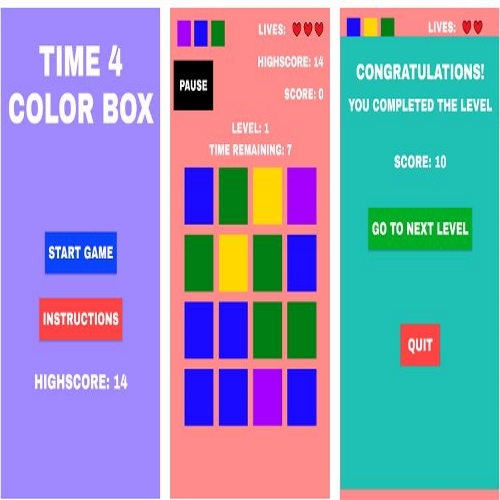 TIME 4
COLOR BOX
START GAME
INSTRUCTIONS
HIGHSCORE: 14
LIVES:
HIGHSCORE: 14
PAUSE
SCORE: 0
LEVEL: 1
TIME REMAINING: 7
LIVES:
CONGRATULATIONS!
YOU COMPLETED THE LEVEL
SCORE: 10
GO TO NEXT LEVEL
QUIT